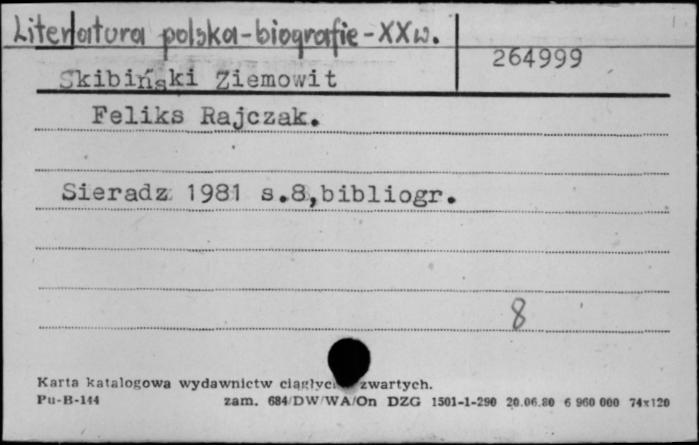 Literatura polska-biografie-XXw.
264999
Skibiński Ziemowit
Feliks Rajczak.
Sieradz 1981 s.8,bibliogr.
8
Karta katalogowa wydawnictw ciągłyc zwartych.
Pu-B-144 zam. 684/DW/WA/On DZG 1501-1-290 20.06.80 6 960 000 74x120